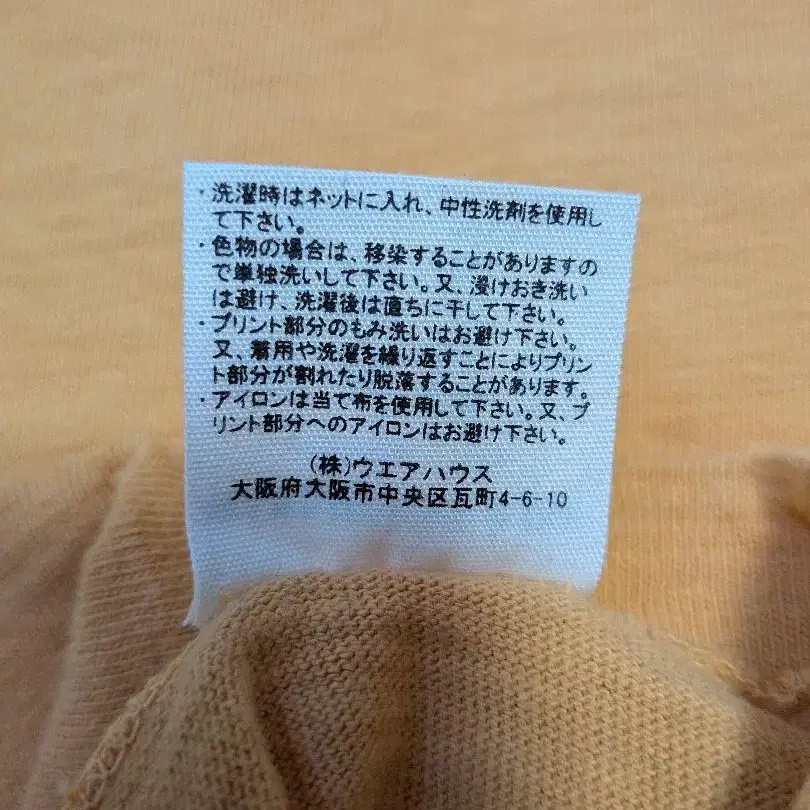 ・洗濯時はネットに入れ、中性洗剤を使用し
て下さい。
・色物の場合は、移染することがありますの
で単独洗いして下さい。又、浸けおき洗い
は避け、洗濯後は直ちに干して下さい。
・プリント部分のもみ洗いはお避け下さい。
又、着用や洗濯を繰り返すことによりプリン
ト部分が割れたり脱落することがあります。
・アイロンは当て布を使用して下さい。又、プ
リント部分へのアイロンはお避け下さい。
(株)ウエアハウス
大阪府大阪市中央区瓦町4-6-10